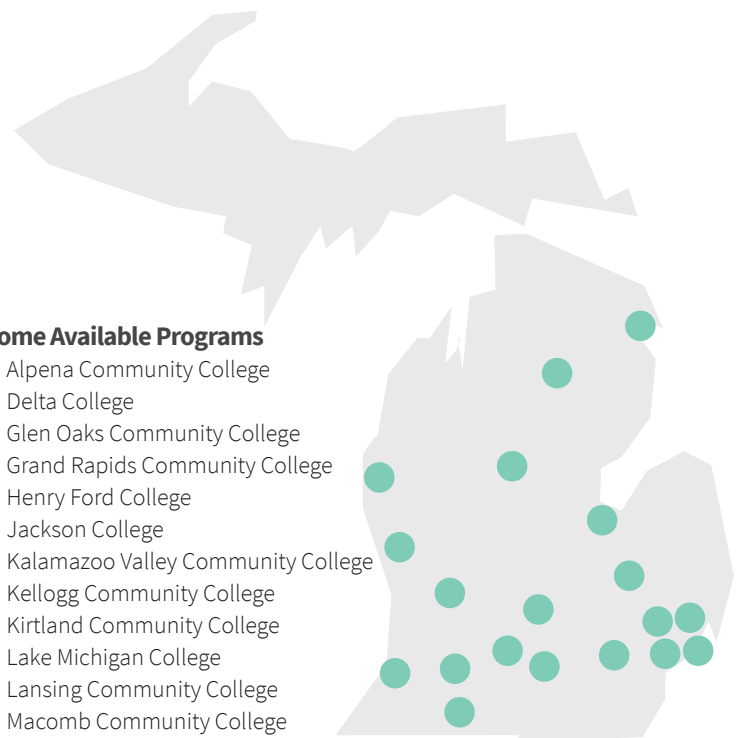 ome Available Programs
Alpena Community College
Delta College
Glen Oaks Community College
Grand Rapids Community College
Henry Ford College
Jackson College
Kalamazoo Valley Community College
Kellogg Community College
Kirtland Community College
Lake Michigan College
Lansing Community College
Macomb Community College